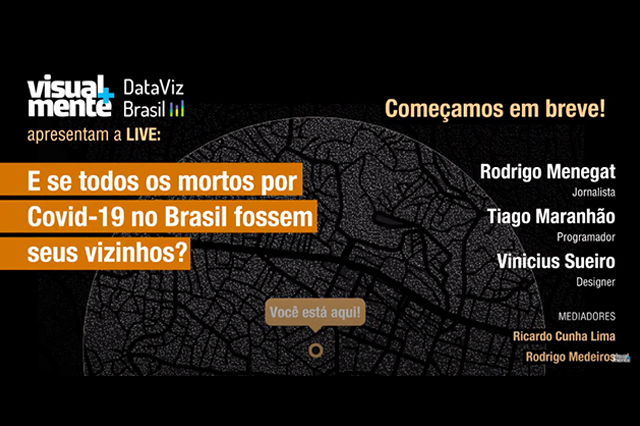 visual+
mente
DataViz
Brasil
apresentam a LIVE:
E se todos os mortos por
Covid-19 no Brasil fossem
seus vizinhos?
Você está aqui!
Começamos em breve!
Rodrigo Menegat
Jornalista
Tiago Maranhão
Programador
Vinicius Sueiro
Designer
MEDIADORES
Ricardo Cunha Lima
Rodrigo Medeiros